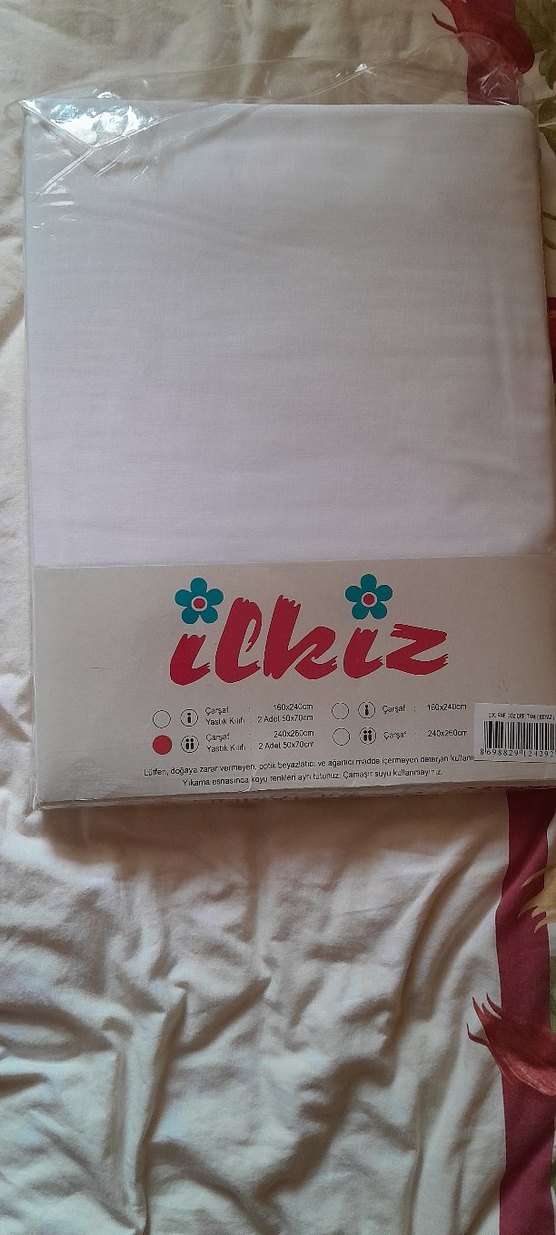 ilkiz
Çarşaf : 160x240cm
Yastık Kılıfı : 2 Adet 50x70cm
Çarşaf : 160x240cm
Çarşaf : 240x260cm
Yastık Kılıfı : 2 Adet 50x70cm
Çarşaf : 240x260cm
Lütfen, doğaya zarar vermeyen, optik beyazlatıcı ve ağartıcı madde içermeyen deterjan
Yıkama esnasında koyu renkleri ayrı tutunuz. Çamaşır suyu kullanmayınız.
8698829124292